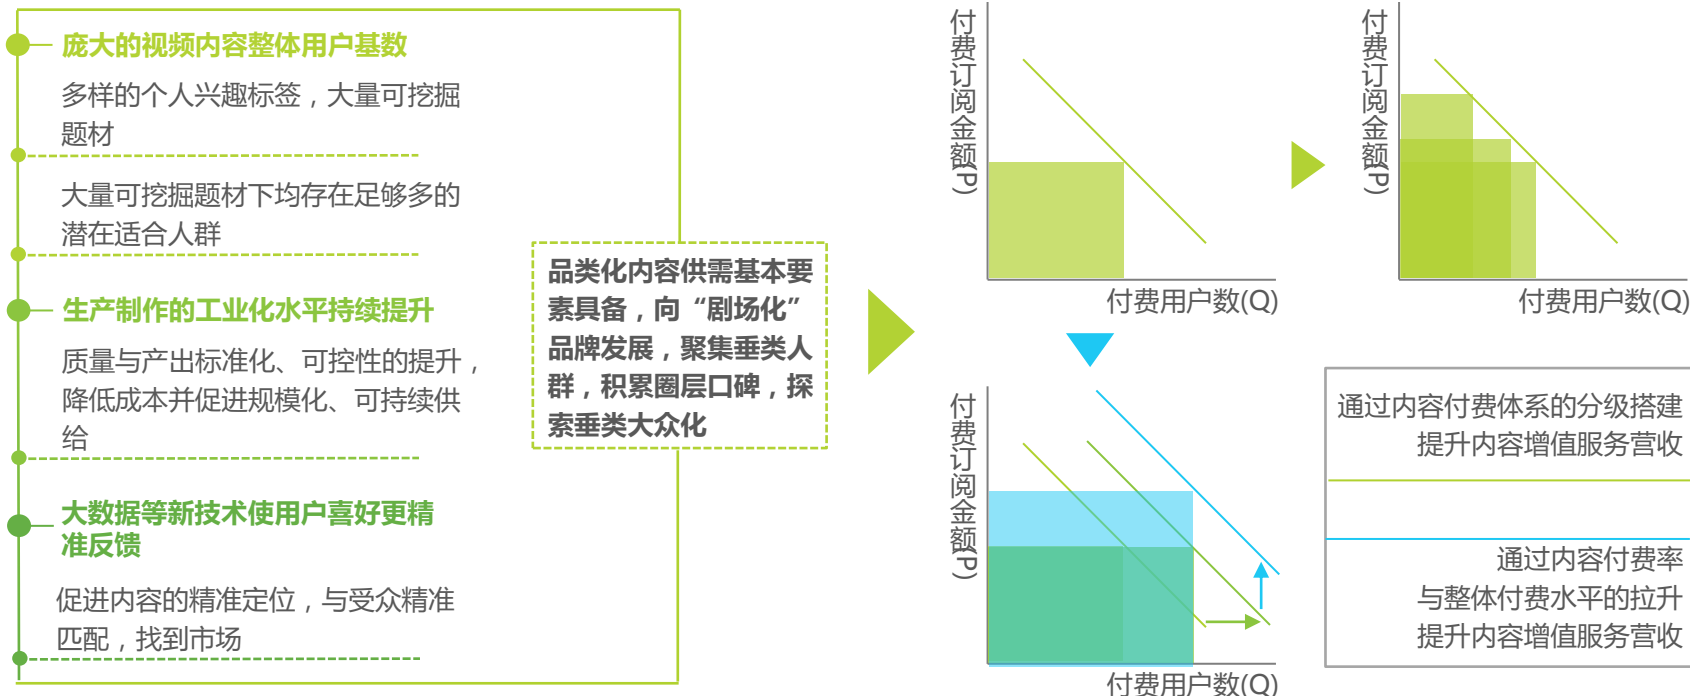 庞大的视频内容整体用户基数
多样的个人兴趣标签，大量可挖掘
题材
大量可挖掘题材下均存在足够多的
潜在适合人群
生产制作的工业化水平持续提升
质量与产出标准化、可控性的提升，
降低成本并促进规模化、可持续供
给
大数据等新技术使用户喜好更精
准反馈
促进内容的精准定位，与受众精准
匹配，找到市场
品类化内容供需基本要
素具备，向“剧场化”
品牌发展，聚集垂类人
群，积累圈层口碑，探
索垂类大众化
付费订阅金额(P)
付费用户数(Q)
付费订阅金额(P)
付费用户数(Q)
付费订阅金额(P)
付费用户数(Q)
通过内容付费体系的分级搭建
提升内容增值服务营收
通过内容付费率
与整体付费水平的拉升
提升内容增值服务营收